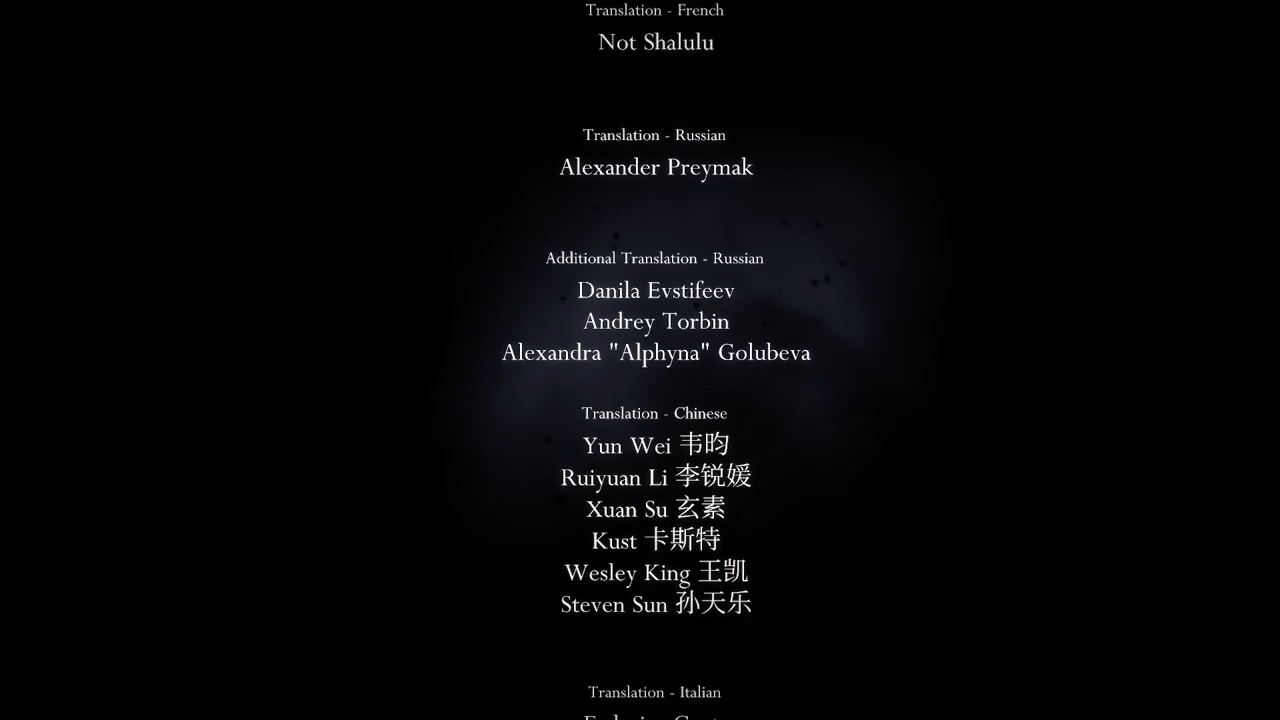 Translation - French
Not Shalulu
Translation - Russian
Alexander Preymak
Additional Translation - Russian
Danila Evstifeev
Andrey Torbin
Alexandra "Alphyna" Golubeva
Translation - Chinese
Yun Wei 韦昀
Ruiyuan Li 李锐媛
Xuan Su 玄素
Kust 卡斯特
Wesley King 王凯
Steven Sun 孙天乐
Translation - Italian